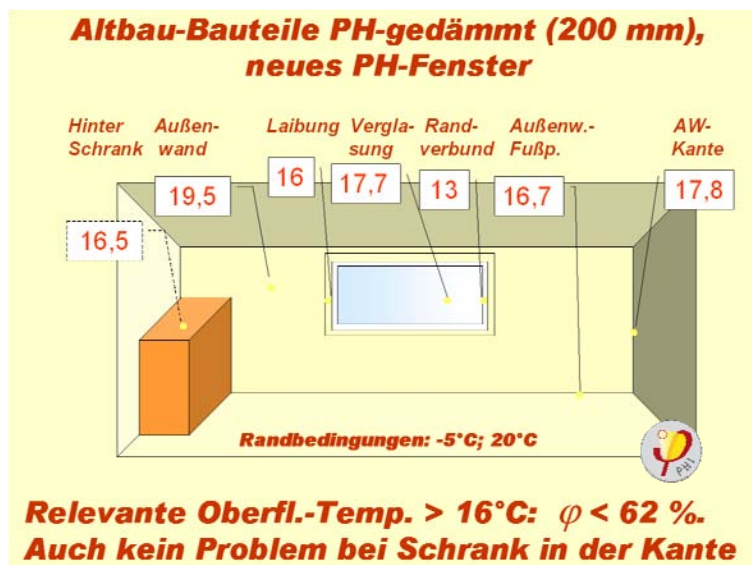 Altbau-Bauteile PH-gedämmt (200 mm),
neues PH-Fenster
Hinter Schrank
Außen-wand
Laibung
Vergla-sung
Rand-verbund
Außenw.-Fußp.
AW-Kante
16,5
19,5
16
17,7
13
16,7
17,8
Randbedingungen: -5°C; 20°C
PHI
Relevante Oberfl.-Temp. > 16°C: φ < 62 %.
Auch kein Problem bei Schrank in der Kante